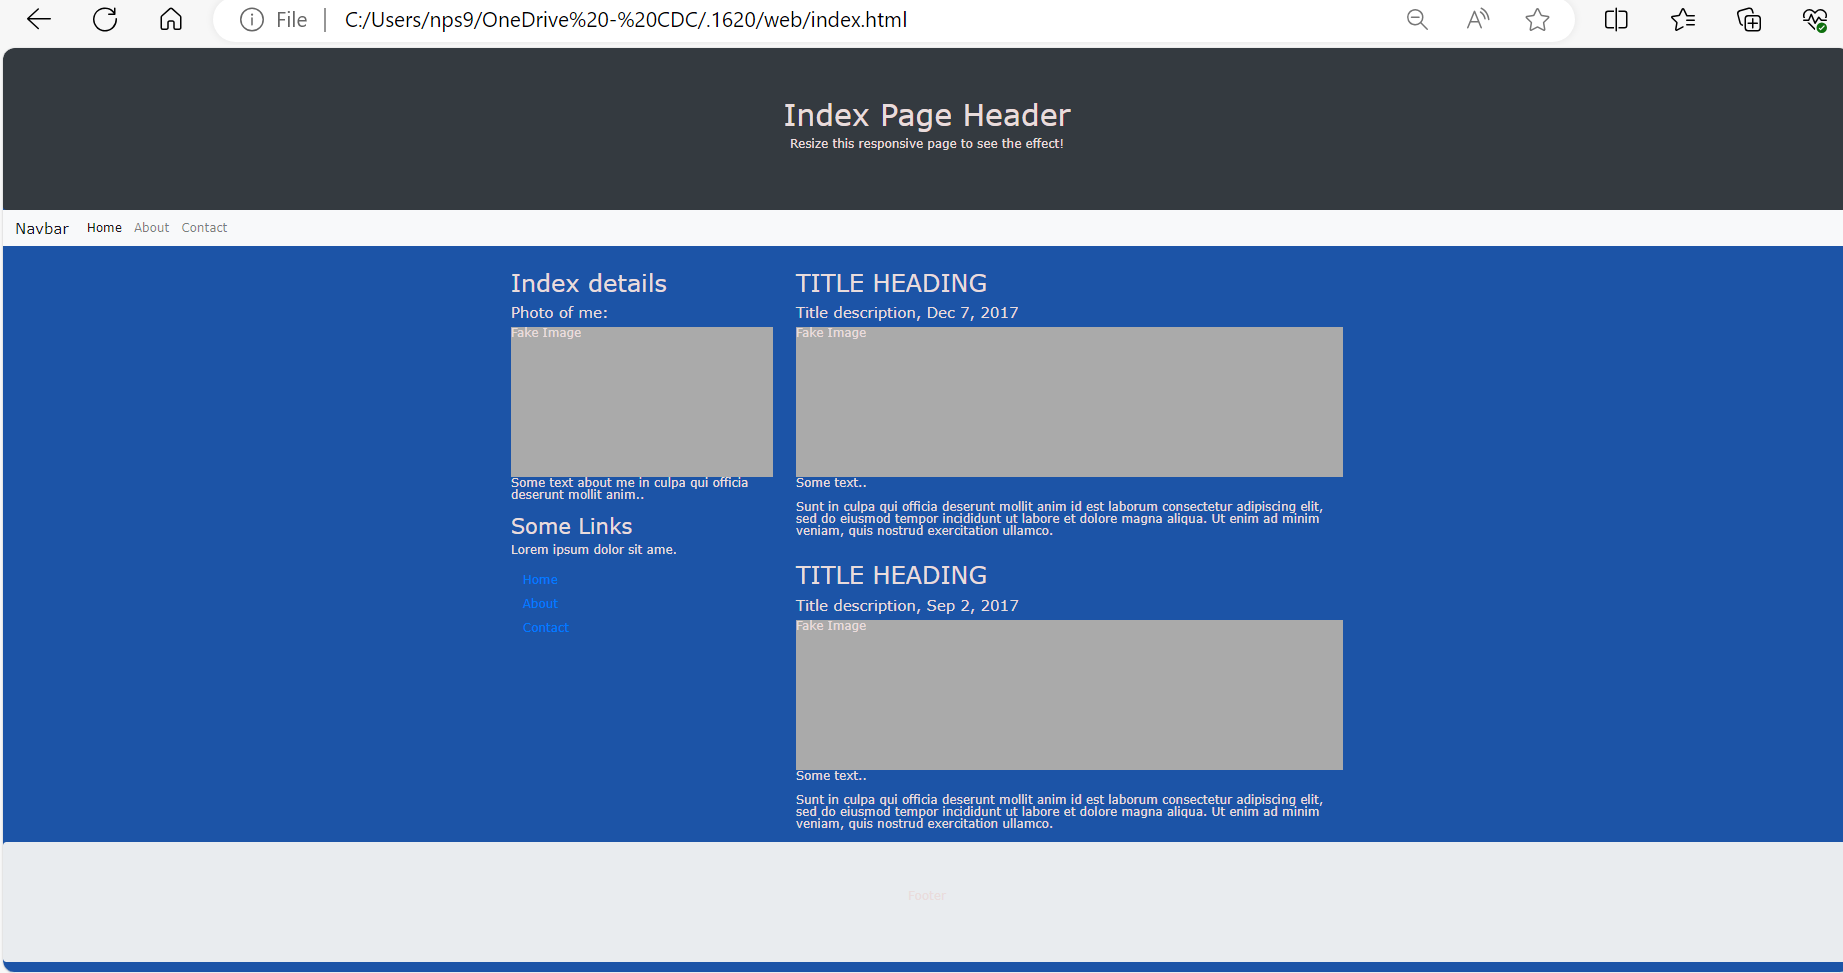 File
C:/Users/nps9/OneDrive%20-%20CDC/.1620/web/index.html
Index Page Header
Resize this responsive page to see the effect!
Navbar Home About Contact
Index details
Photo of me:
Fake Image
Some text about me in culpa qui officia
deserunt mollit anim..
Some Links
Lorem ipsum dolor sit ame.
Home
About
Contact
TITLE HEADING
Title description, Dec 7, 2017
Fake Image
Some text..
Sunt in culpa qui officia deserunt mollit anim id est laborum consectetur adipiscing elit,
sed do eiusmod tempor incididunt ut labore et dolore magna aliqua. Ut enim ad minim
veniam, quis nostrud exercitation ullamco.
TITLE HEADING
Title description, Sep 2, 2017
Fake Image
Some text..
Sunt in culpa qui officia deserunt mollit anim id est laborum consectetur adipiscing elit,
sed do eiusmod tempor incididunt ut labore et dolore magna aliqua. Ut enim ad minim
veniam, quis nostrud exercitation ullamco.
Footer